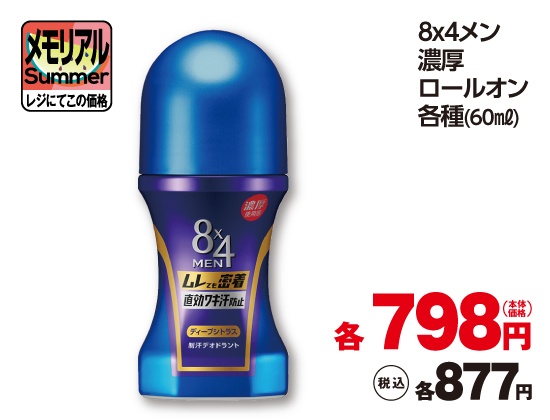 メモリアル
Summer
レジにてこの価格
8x4メン
濃厚
ロールオン
各種(60㎖)
濃厚
8x4
MEN
ムレでも密着
直効ワキ汗防止
ディープシトラス
制汗デオドラント
各798円(本体価格)
税込 各877円